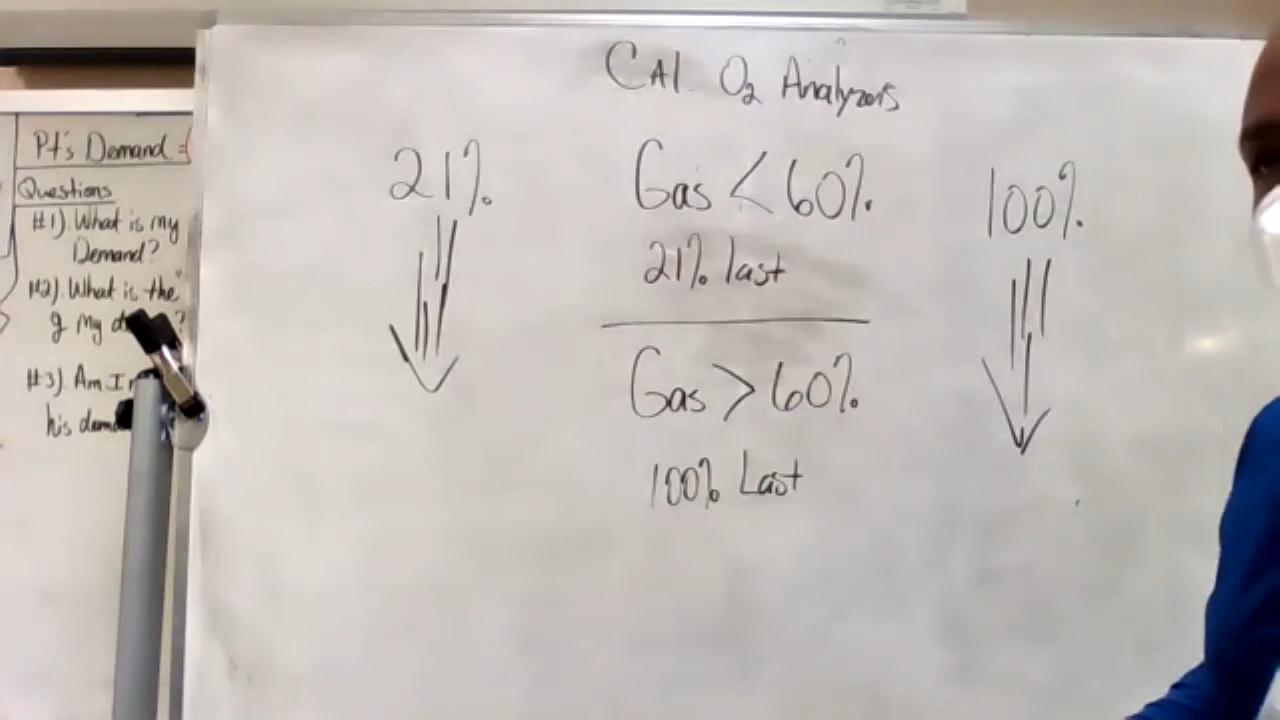 Pt's Demand =
Questions
#1). What is my
Demand?
#2). What is the
my
?
#3). Am I
his
CAl O2 Analyzers
21%
Gas < 60%
21% last
Gas > 60%
100% Last
100%